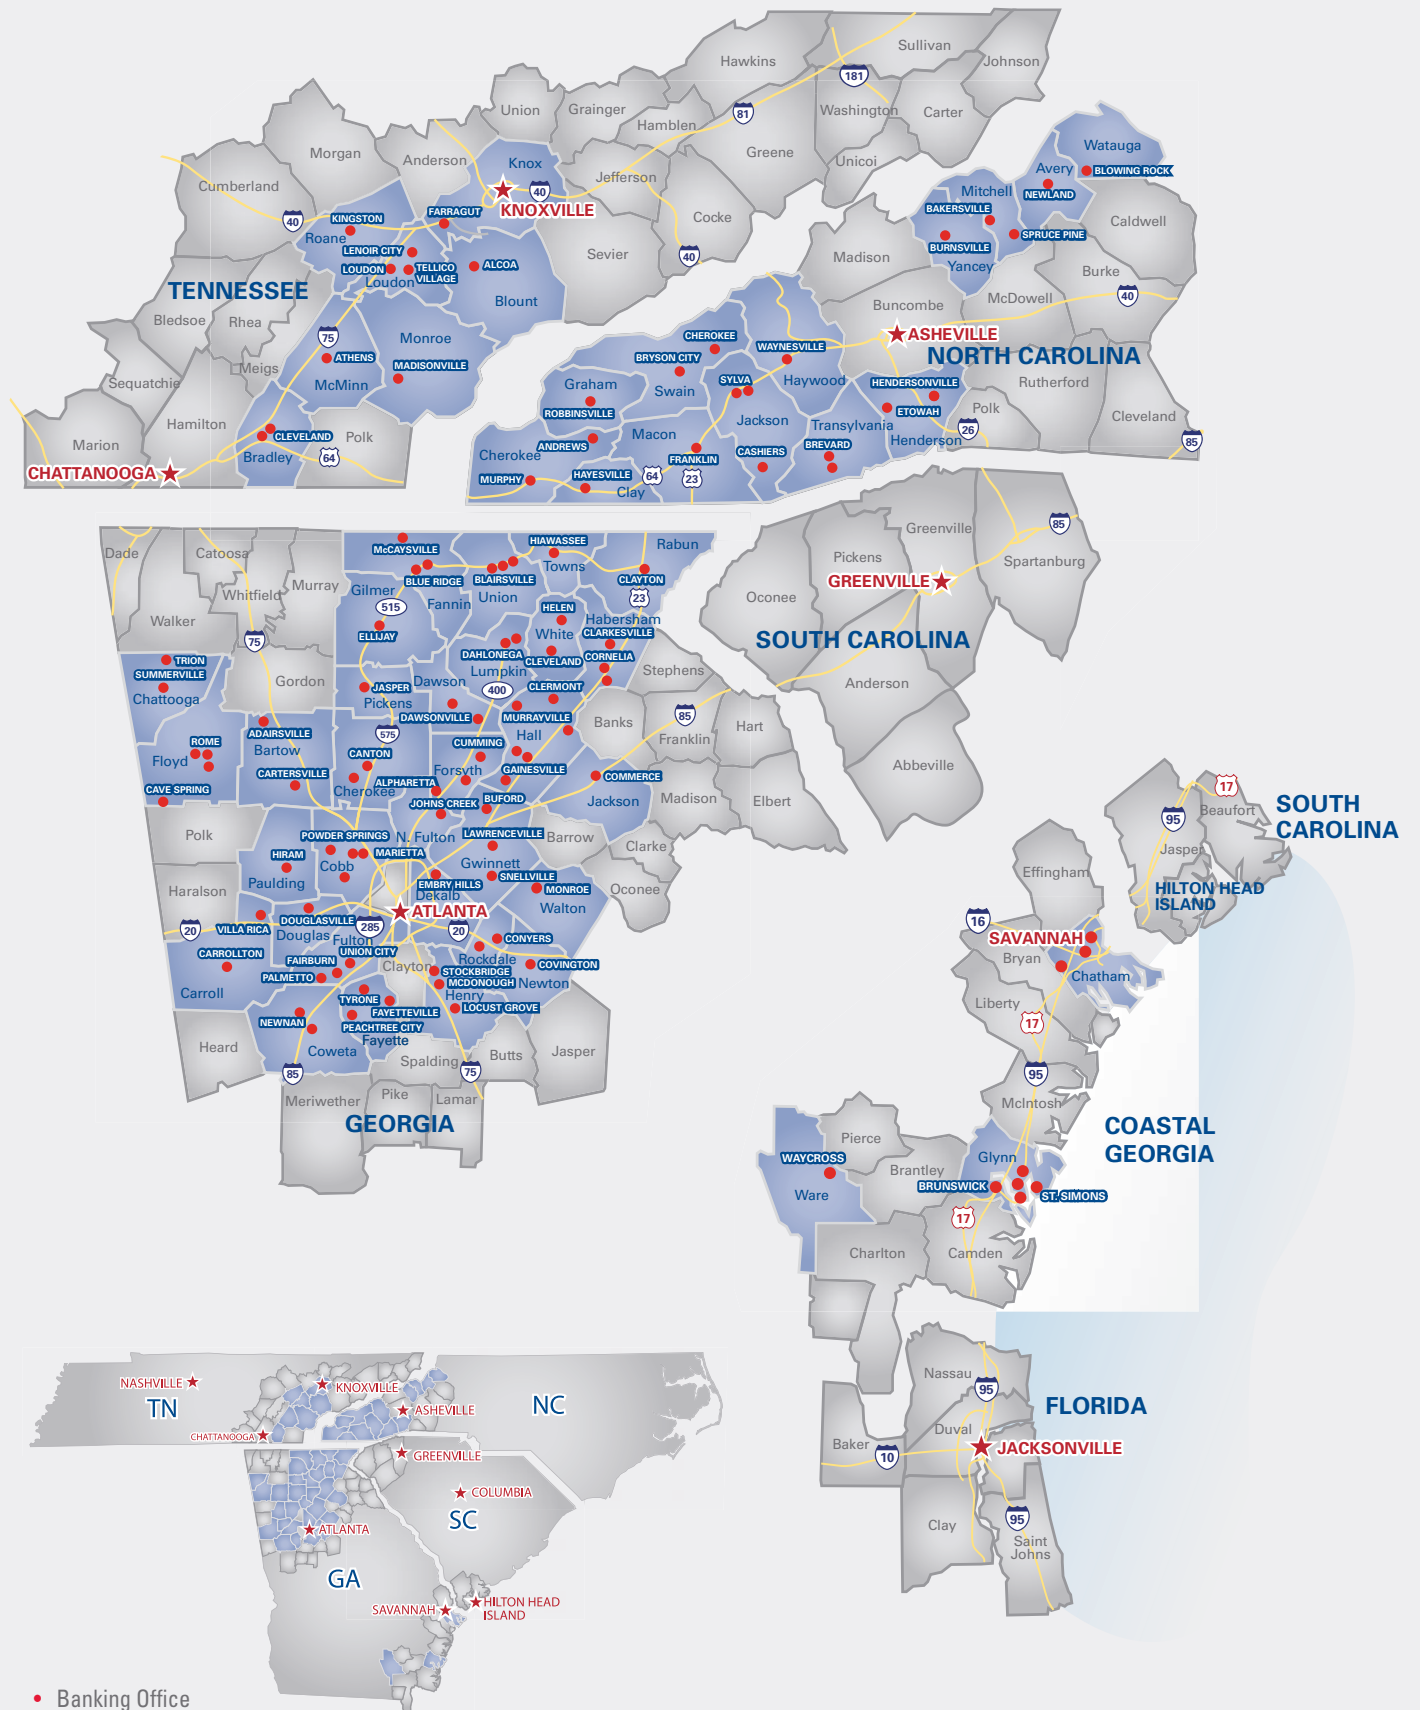 Hawkins
Sullivan
Johnson
181
Union
Grainger
Hamblen
81
Washington
Carter
Greene
Unicoi
Morgan
Anderson
Knox
Jefferson
Cumberland
40
KNOXVILLE
Cocke
40
KINGSTON
FARRAGUT
Roane
LENOIR CITY
LOUDON
TELLICO
VILLAGE
Loudon
ALCOA
Sevier
40
Blount
TENNESSEE
Bledsoe
Rhea
75
Monroe
ATHENS
MADISONVILLE
Meigs
McMinn
Sequatchie
Hamilton
CLEVELAND
Polk
Marion
Bradley
64
CHATTANOOGA
Watauga
Avery
BLOWING ROCK
Mitchell
NEWLAND
BAKERSVILLE
Caldwell
SPRUCE PINE
BURNSVILLE
Madison
Yancey
Burke
McDowell
40
Buncombe
ASHEVILLE
NORTH CAROLINA
CHEROKEE
WAYNESVILLE
BRYSON CITY
SYLVA
Haywood
HENDERSONVILLE
Rutherford
Graham
Swain
ROBBINSVILLE
ETOWAH
Polk
Cleveland
Jackson
Transylvania
26
Macon
ANDREWS
BREVARD
Henderson
85
Cherokee
FRANKLIN
CASHIERS
MURPHY
HAYESVILLE
64
23
Clay
Greenville
85
Pickens
Spartanburg
GREENVILLE
Oconee
SOUTH CAROLINA
Anderson
Abbeville
Dade
Catoosa
Murray
Whitfield
Walker
75
McCAYSVILLE
HIAWASSEE
Rabun
BLUE RIDGE
BLAIRSVILLE
Towns
CLAYTON
Gilmer
Fannin
Union
23
515
HELEN
Habersham
ELLIJAY
White
CLARKESVILLE
TRION
DAHLONEGA
CLEVELAND
CORNELIA
SUMMERVILLE
Lumpkin
Stephens
Chattooga
Gordon
JASPER
Dawson
400
CLERMONT
Pickens
DAWSONVILLE
MURRAYVILLE
85
Banks
Hart
ADAIRSVILLE
575
Hall
Franklin
ROME
Bartow
CANTON
CUMMING
Floyd
CARTERSVILLE
Forsyth
GAINESVILLE
COMMERCE
CAVE SPRING
Cherokee
ALPHARETTA
BUFORD
Jackson
Madison
Elbert
JOHNS CREEK
Polk
POWDER SPRINGS
N. Fulton
LAWRENCEVILLE
Barrow
Clarke
HIRAM
Cobb
MARIETTA
Gwinnett
Paulding
EMBRY HILLS
SNELLVILLE
MONROE
Oconee
Haralson
Dekalb
Walton
ATLANTA
DOUGLASVILLE
20
VILLA RICA
285
20
Douglas
Fulton
CONYERS
CARROLLTON
UNION CITY
Rockdale
FAIRBURN
Clayton
COVINGTON
PALMETTO
STOCKBRIDGE
MCDONOUGH
Newton
Carroll
TYRONE
Henry
LOCUST GROVE
NEWNAN
FAYETTEVILLE
PEACHTREE CITY
Fayette
Heard
Coweta
Spalding
Butts
Jasper
85
75
Meriwether
Pike
Lamar
GEORGIA
17
SOUTH
CAROLINA
Beaufort
95
Jasper
Effingham
HILTON HEAD
ISLAND
16
SAVANNAH
Bryan
Chatham
Liberty
17
95
McIntosh
COASTAL
GEORGIA
Pierce
WAYCROSS
Glynn
Brantley
Ware
BRUNSWICK
ST. SIMONS
17
Charlton
Camden
Nassau
95
FLORIDA
Duval
Baker
10
JACKSONVILLE
Clay
95
Saint
Johns
NASHVILLE
TN
KNOXVILLE
NC
ASHEVILLE
CHATTANOOGA
GREENVILLE
COLUMBIA
SC
ATLANTA
GA
SAVANNAH
HILTON HEAD
ISLAND
Banking Office